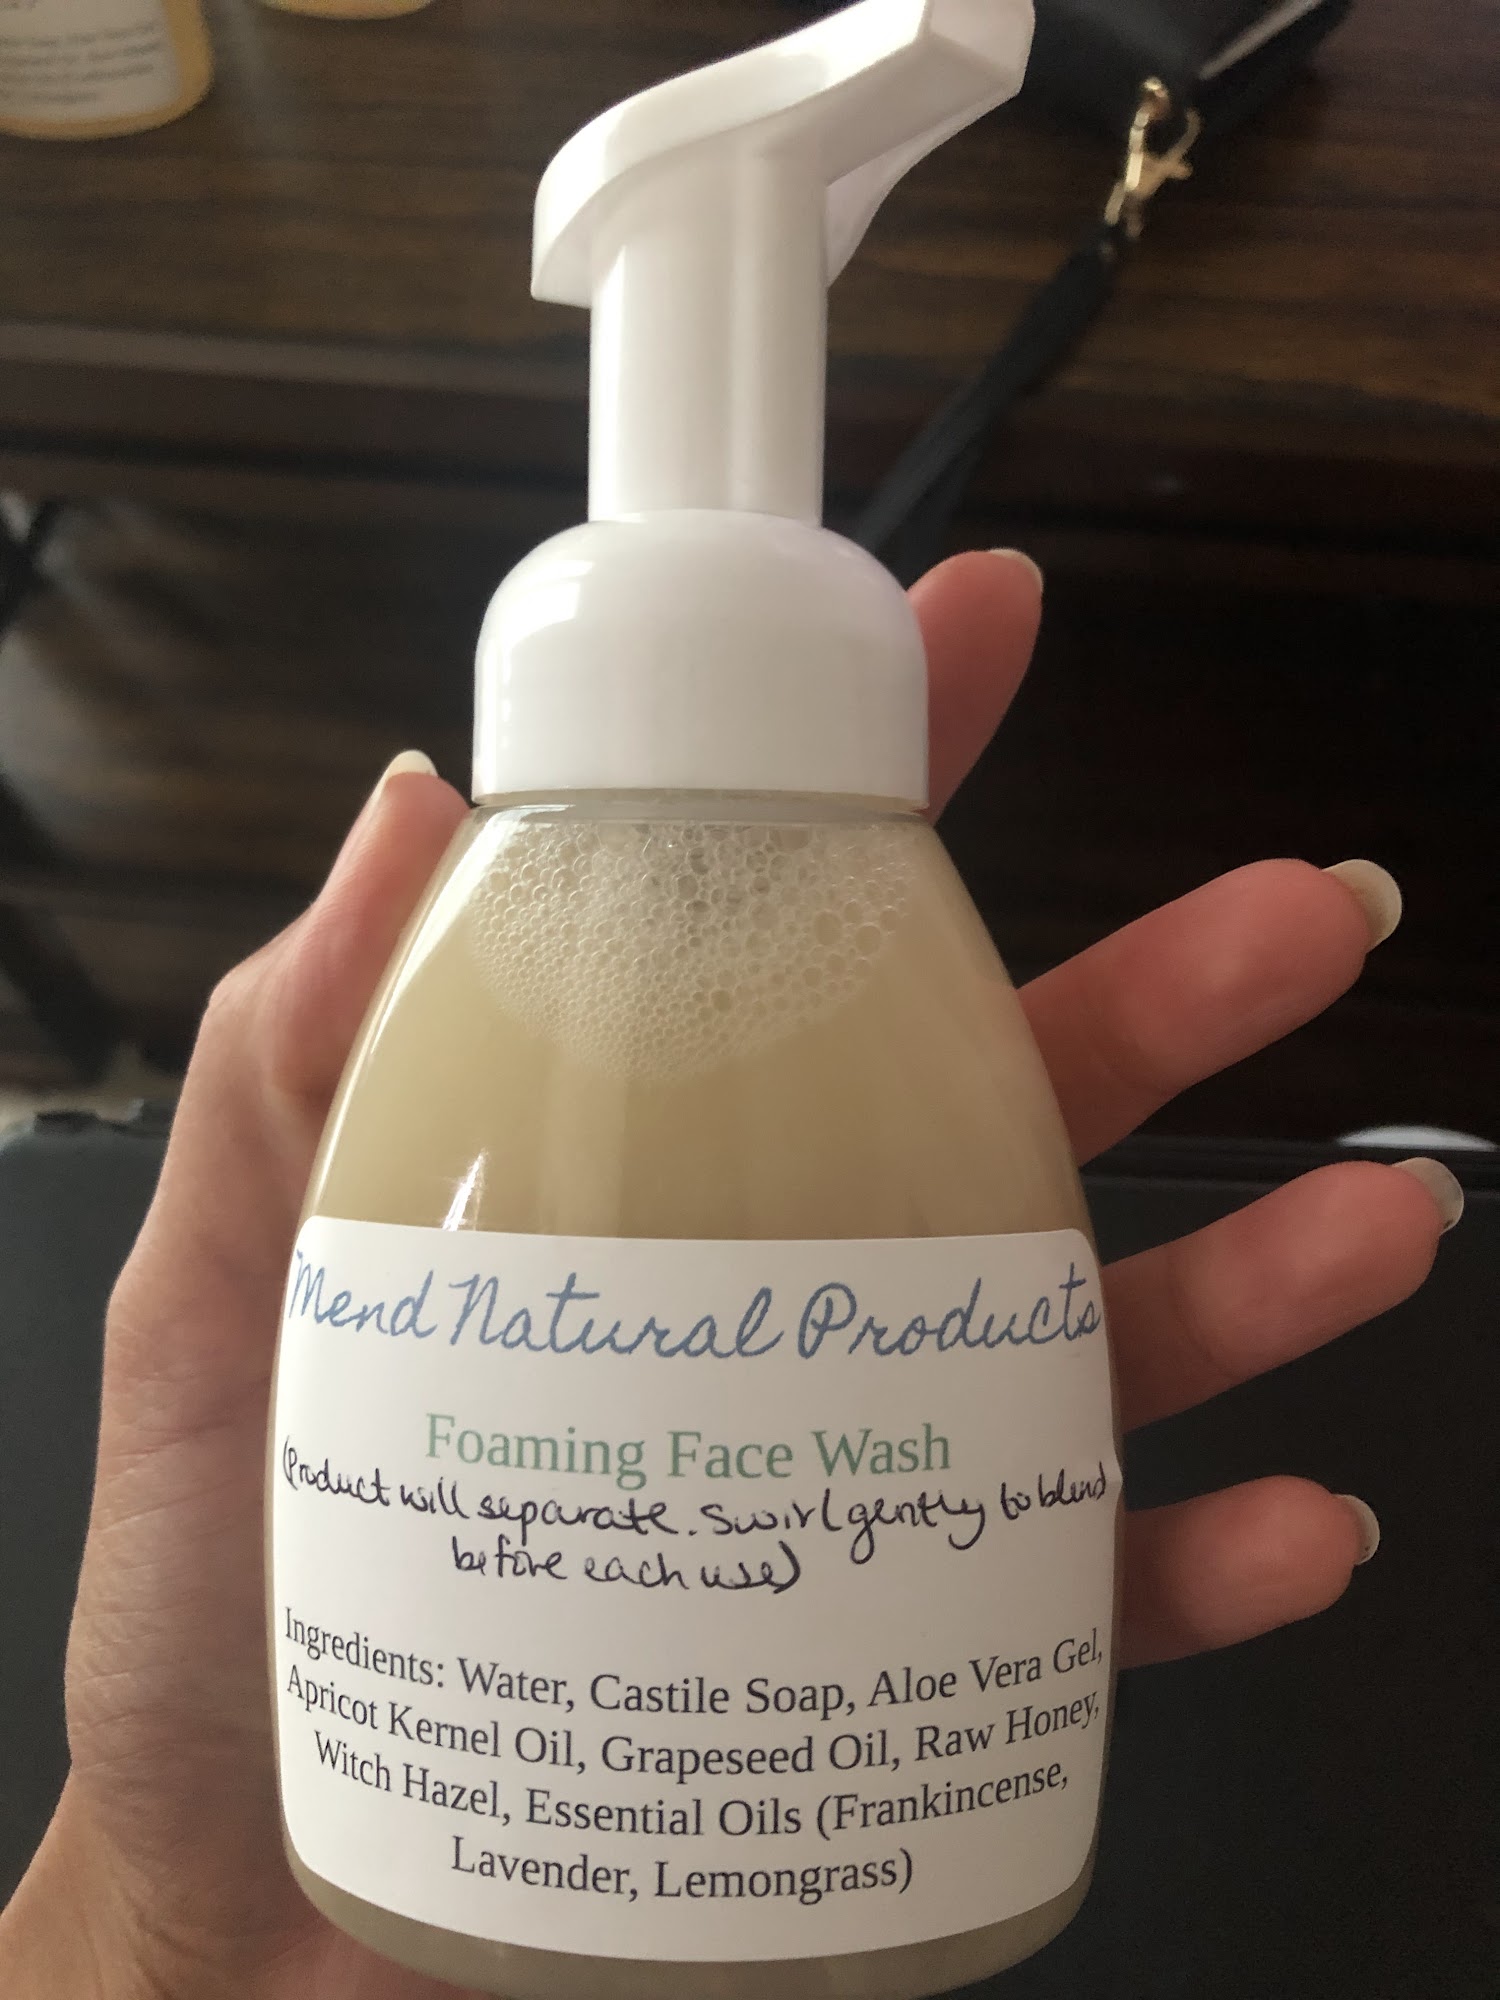 Mend Natural Products
Foaming Face Wash
(Product will separate. Swirl gently to blend
before each use)
Ingredients: Water, Castile Soap, Aloe Vera Gel,
Apricot Kernel Oil, Grapeseed Oil, Raw Honey,
Witch Hazel, Essential Oils (Frankincense,
Lavender, Lemongrass)